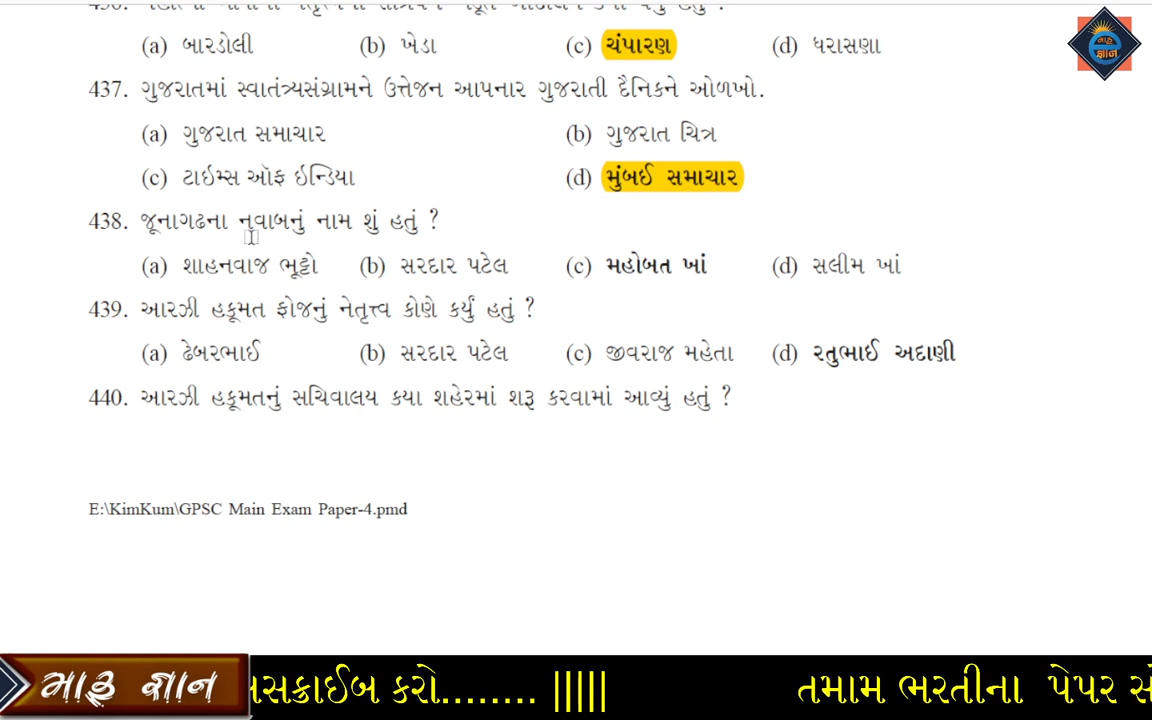 (a) બારડોલી (b) ખેડા (c) ચંપારણ (d) ધરાસણા
437. ગુજરાતમાં સ્વાતંત્ર્યસંગ્રામને ઉત્તેજન આપનાર ગુજરાતી દૈનિકને ઓળખો.
(a) ગુજરાત સમાચાર (b) ગુજરાત ચિત્ર
(c) ટાઇમ્સ ઑફ ઇન્ડિયા (d) મુંબઈ સમાચાર
438. જૂનાગઢના નવાબનું નામ શું હતું ?
(a) શાહનવાજ ભૂટ્ટો (b) સરદાર પટેલ (c) મહોબત ખાં (d) સલીમ ખાં
439. આરઝી હકૂમત ફોજનું નેતૃત્ત્વ કોણે કર્યું હતું ?
(a) ઢેબરભાઈ (b) સરદાર પટેલ (c) જીવરાજ મહેતા (d) રતુભાઈ અદાણી
440. આરઝી હકૂમતનું સચિવાલય કયા શહેરમાં શરૂ કરવામાં આવ્યું હતું ?
E:\KimKum\GPSC Main Exam Paper-4.pmd
મારૂ જ્ઞાન
બસક્રાઈબ કરો........ ||||| તમામ ભરતીના પેપર સો
મારૂ
e
જ્ઞાન